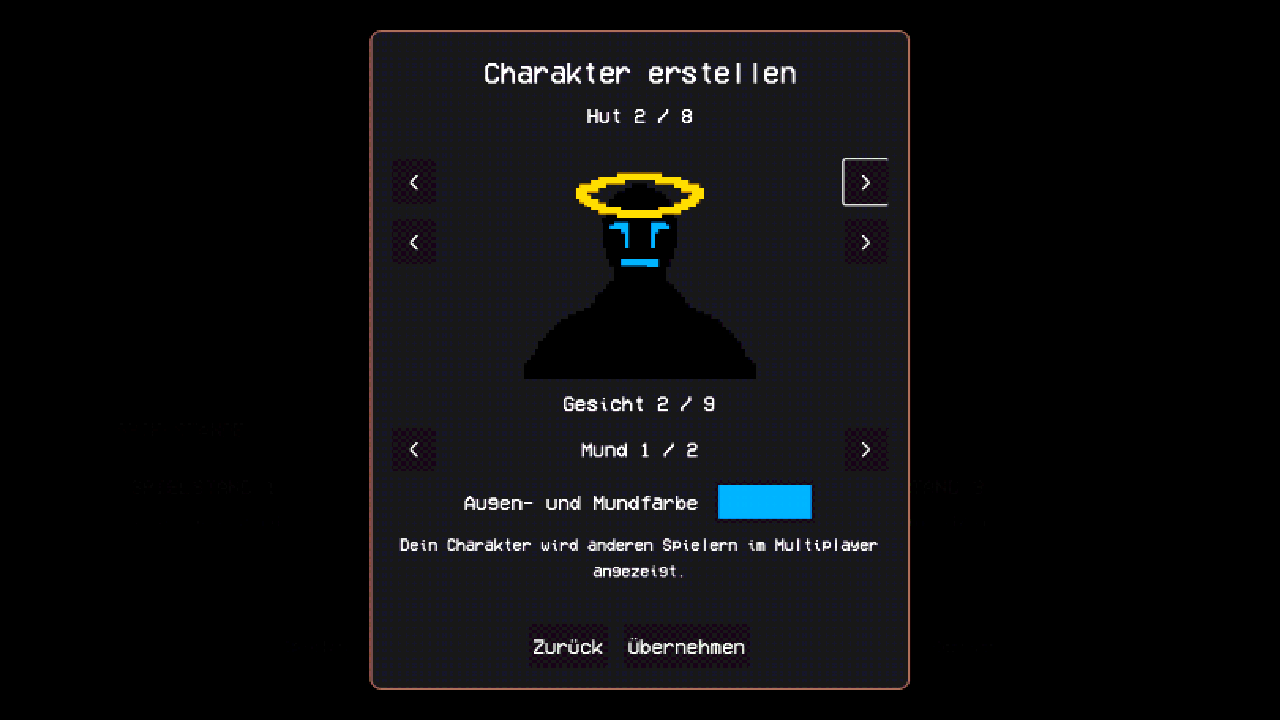 Charakter erstellen
Hut 2 / 8
Gesicht 2 / 9
Mund 1 / 2
Augen- und Mundfarbe
Dein Charakter wird anderen Spielern im Multiplayer
angezeigt.
Zurück Übernehmen